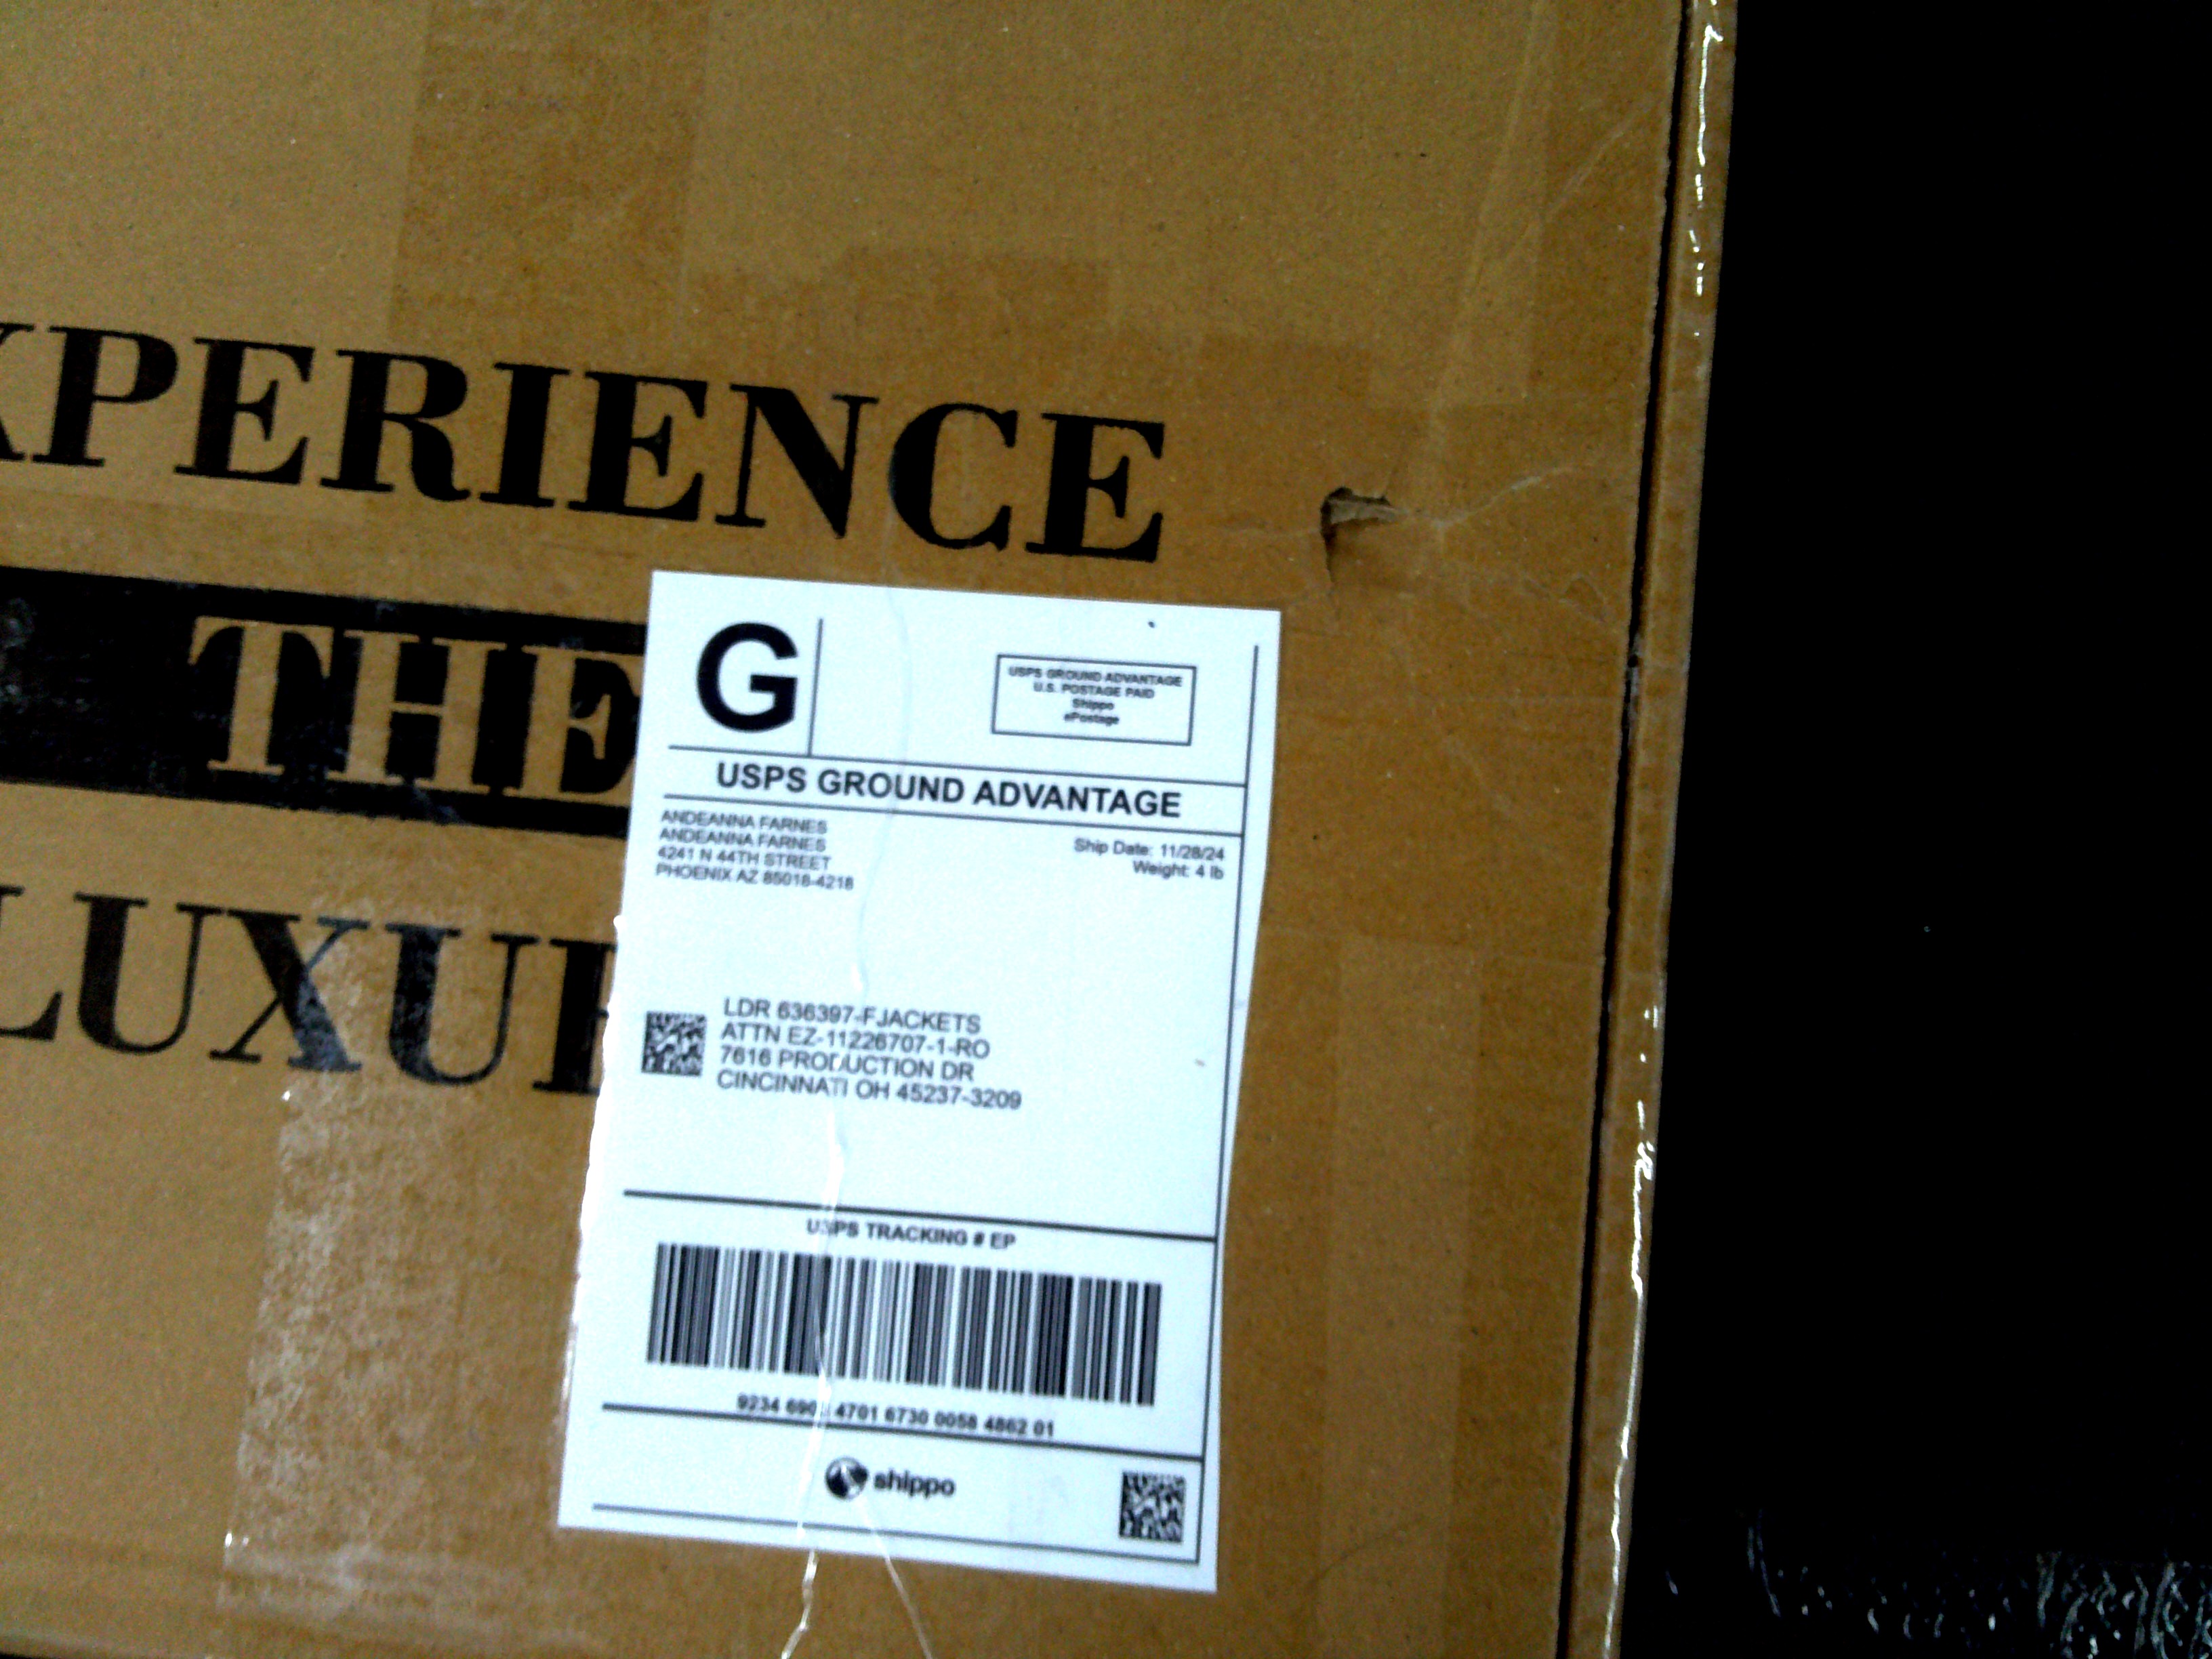 XPERIENCE
THE
LUXU
G
USPS GROUND ADVANTAGE
U.S. POSTAGE PAID
Shippo
ePostage
USPS GROUND ADVANTAGE
ANDEANNA FARNES
ANDEANNA FARNES
4241 N 44TH STREET
PHOENIX AZ 85018-4218
Ship Date: 11/28/24
Weight: 4 lb
LDR 636397-FJACKETS
ATTN EZ-11226707-1-RO
7616 PRODUCTION DR
CINCINNATI OH 45237-3209
USPS TRACKING # EP
9234 4701 6730 0058 4862 01
shippo